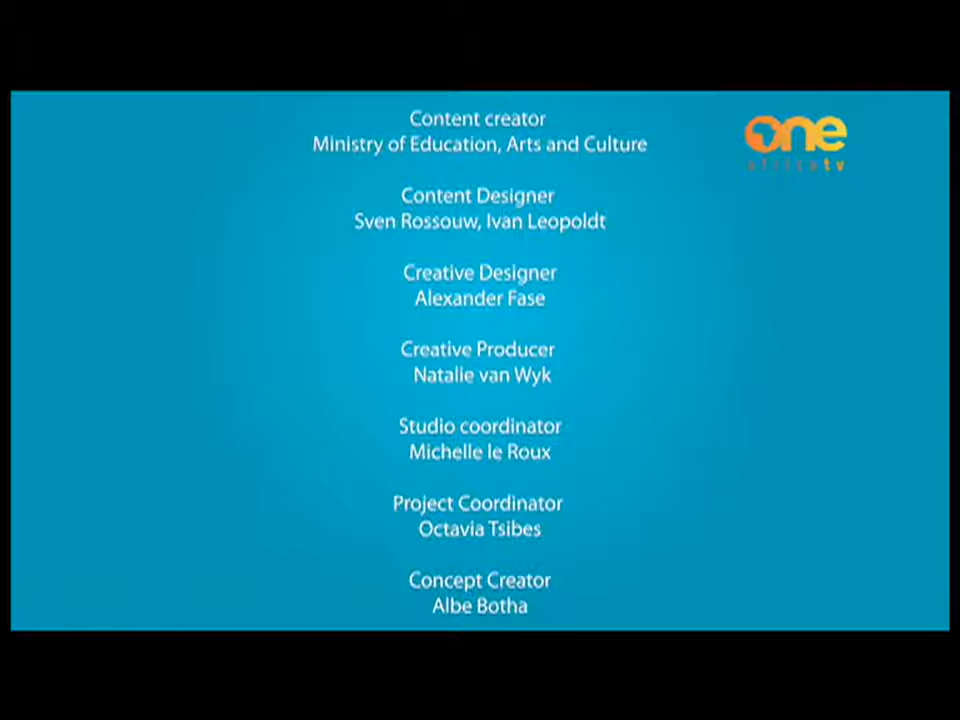 Content creator
Ministry of Education, Arts and Culture
one
africa tv
Content Designer
Sven Rossouw, Ivan Leopoldt
Creative Designer
Alexander Fase
Creative Producer
Natalie van Wyk
Studio coordinator
Michelle le Roux
Project Coordinator
Octavia Tsibes
Concept Creator
Albe Botha